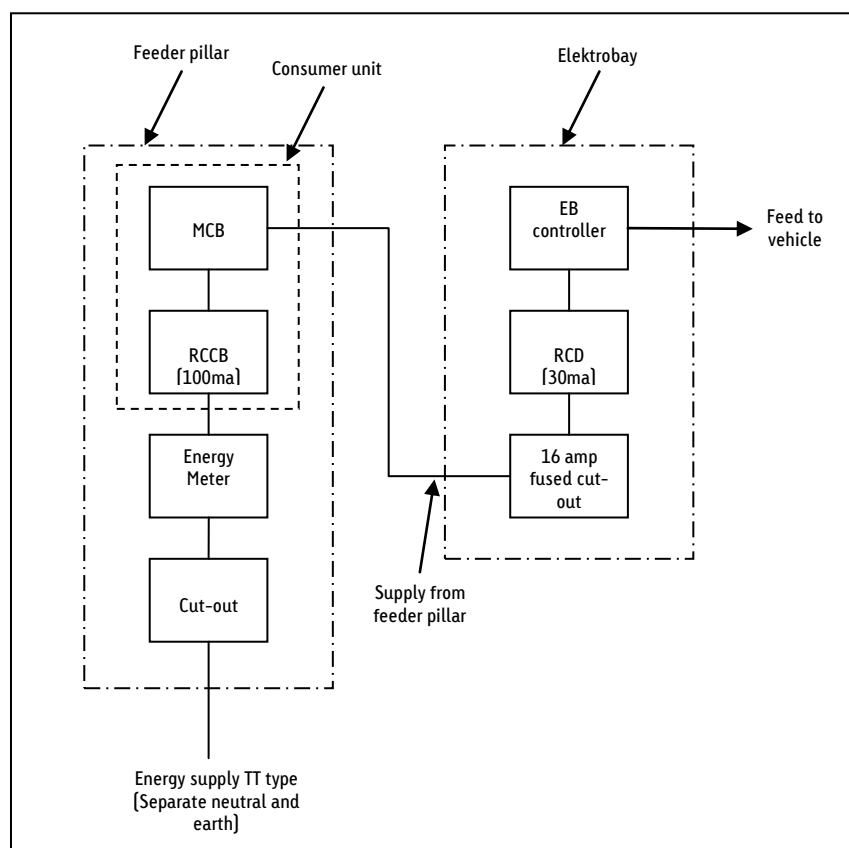 Feeder pillar
Consumer unit
Elektrobay
MCB
RCCB
(100ma)
Energy
Meter
Cut-out
Energy supply TT type
(Separate neutral and
earth)
EB
controller
Feed to
vehicle
RCD
(30ma)
16 amp
fused cut-
out
Supply from
feeder pillar